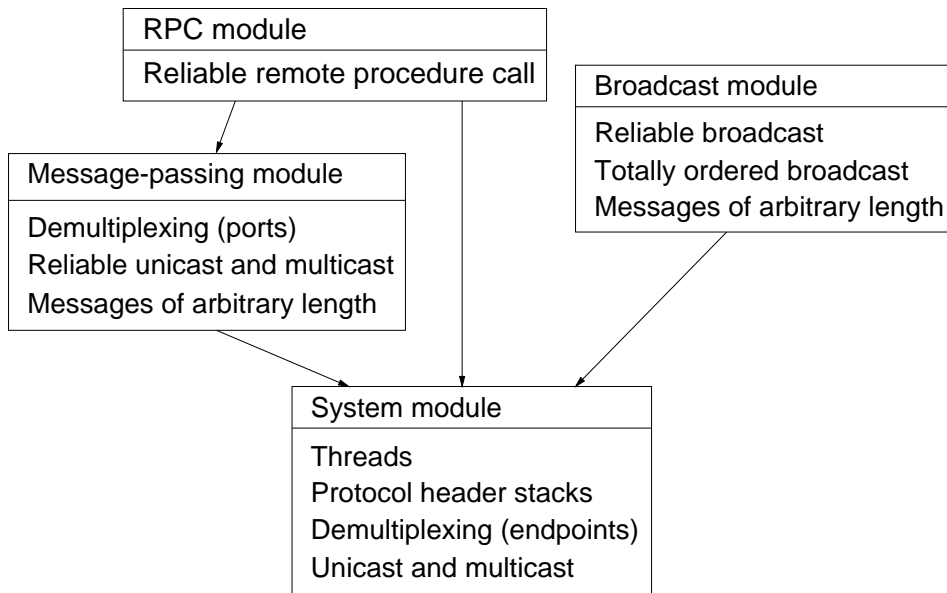 RPC module
Reliable remote procedure call
Broadcast module
Reliable broadcast
Totally ordered broadcast
Messages of arbitrary length
Message-passing module
Demultiplexing (ports)
Reliable unicast and multicast
Messages of arbitrary length
System module
Threads
Protocol header stacks
Demultiplexing (endpoints)
Unicast and multicast